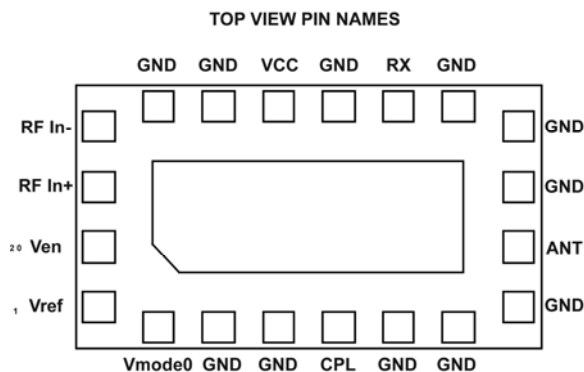 TOP VIEW PIN NAMES
GND GND VCC GND RX GND
RF In- GND
RF In+ GND
20 Ven ANT
1 Vref GND
Vmode0 GND GND CPL GND GND